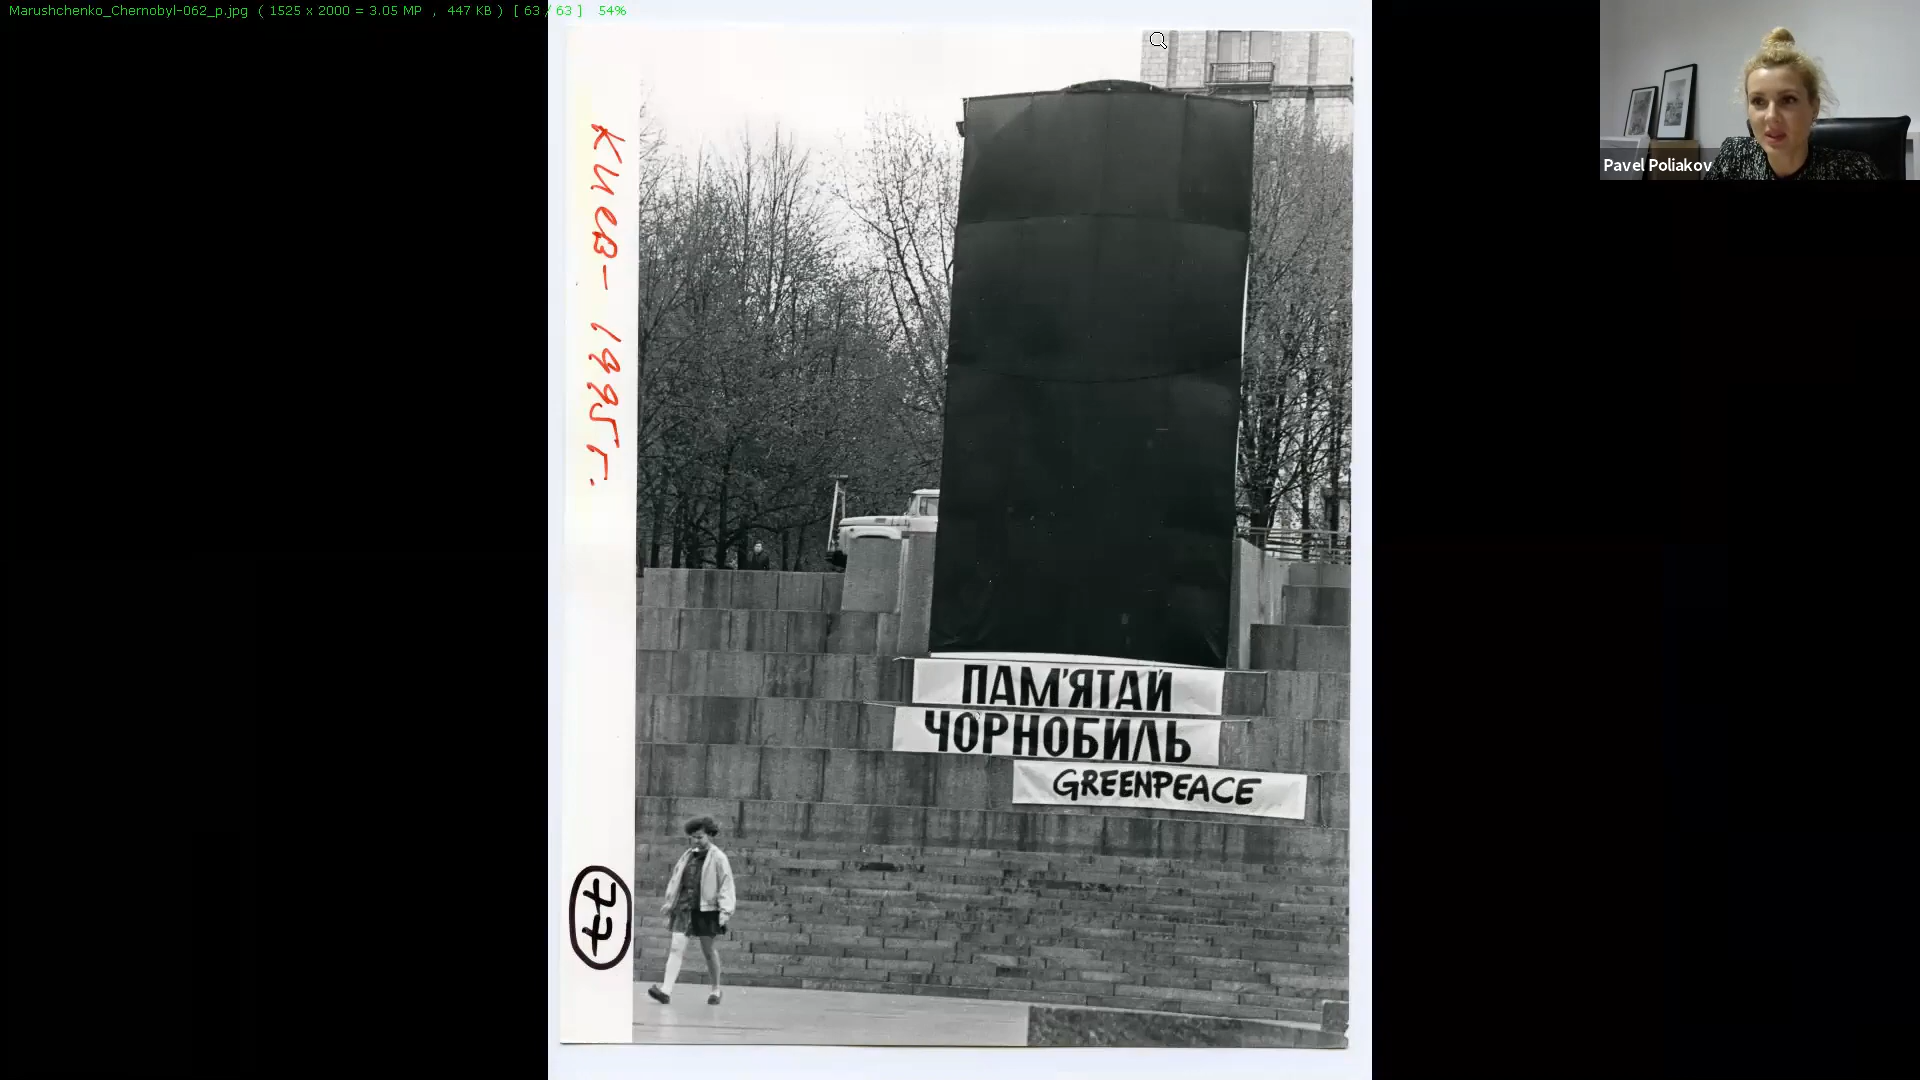 Marushchenko_Chernobyl-062_p.jpg ( 1525 x 2000 = 3.05 MP , 447 KB ) [ 63 / 63 ] 54%
Pavel Poliakov
Киев - 1995 г.
ПАМ'ЯТАЙ
ЧОРНОБИЛЬ
GREENPEACE
77